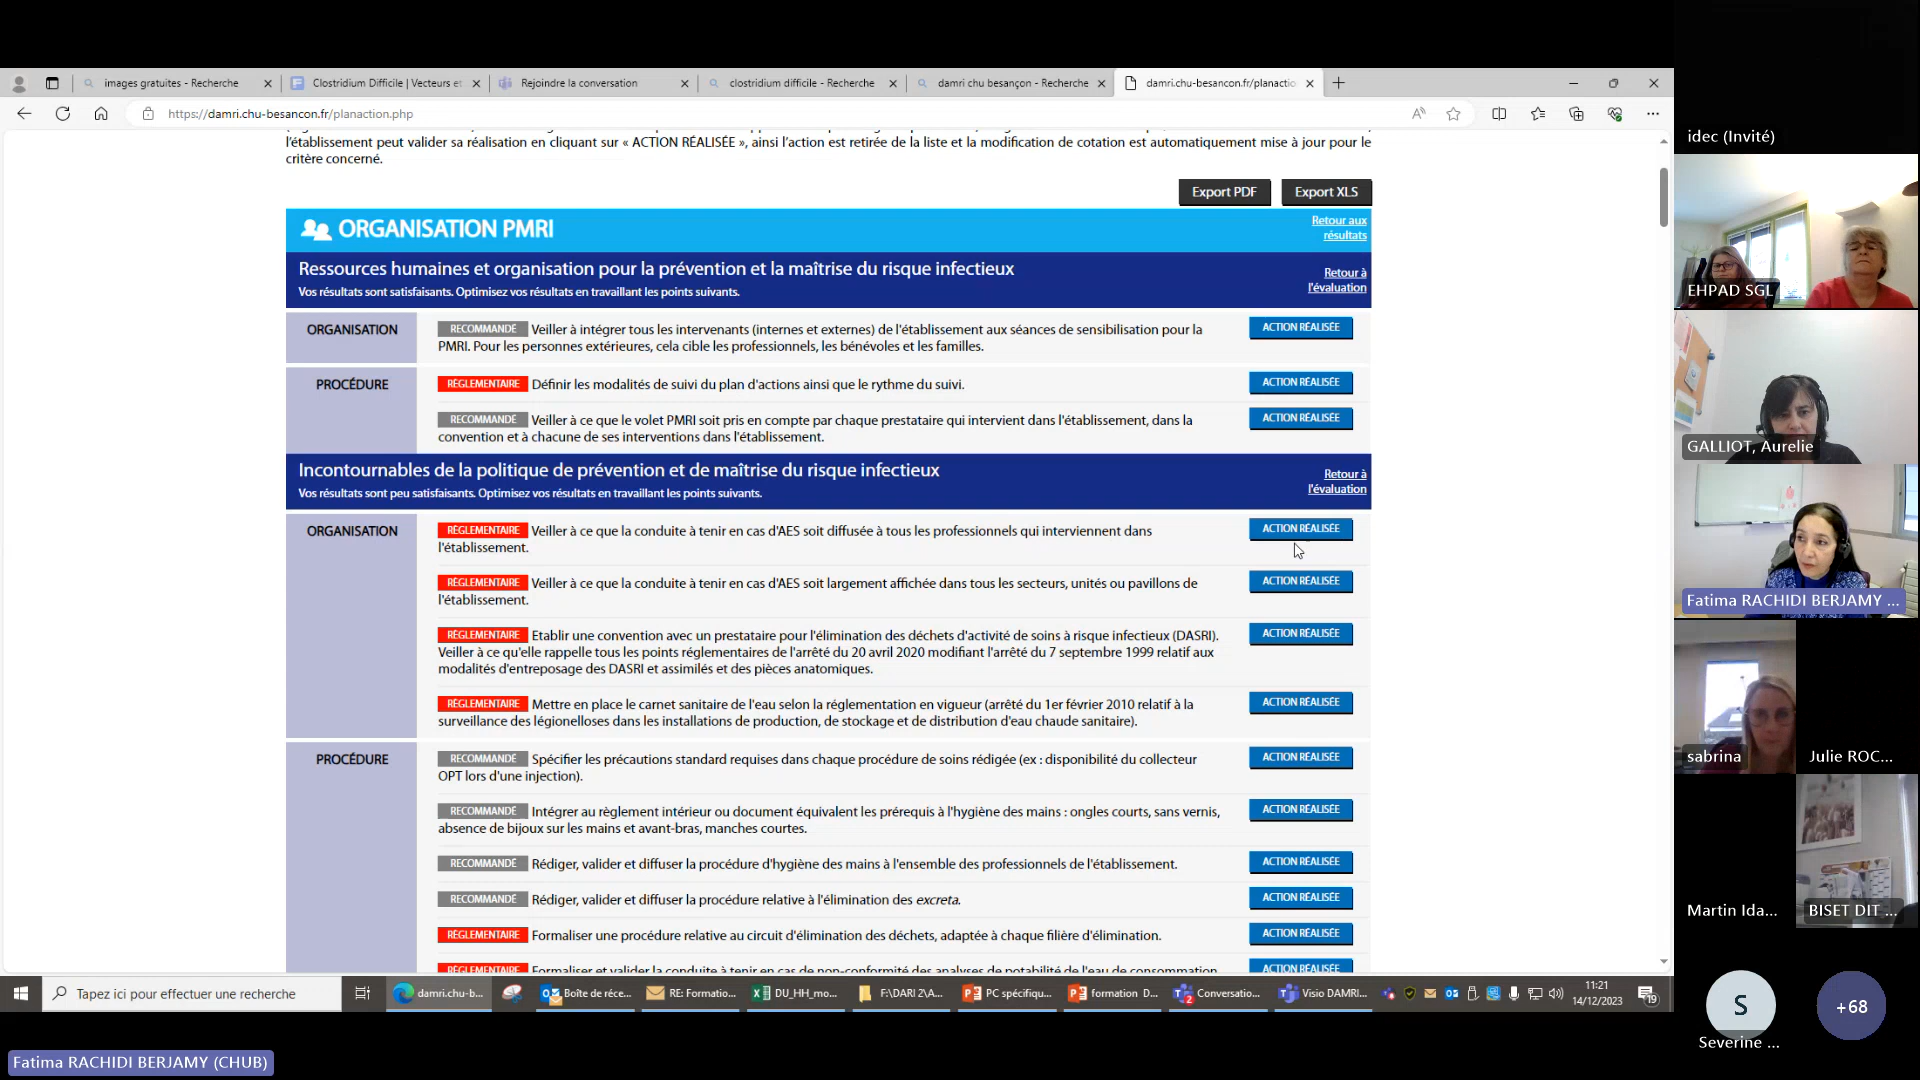 images gratuites - Recherche
Clostridium Difficile | Vecteurs et
Rejoindre la conversation
clostridium difficile - Recherche
damri chu besançon - Recherche
damri.chu-besancon.fr/planactio
https://damri.chu-besancon.fr/planaction.php
l'établissement peut valider sa réalisation en cliquant sur « ACTION RÉALISÉE », ainsi l'action est retirée de la liste et la modification de cotation est automatiquement mise à jour pour le
critère concerné.
Export PDF
Export XLS
ORGANISATION PMRI
Retour aux
résultats
Ressources humaines et organisation pour la prévention et la maîtrise du risque infectieux
Vos résultats sont satisfaisants. Optimisez vos résultats en travaillant les points suivants.
Retour à
l'évaluation
ORGANISATION
RECOMMANDÉ Veiller à intégrer tous les intervenants (internes et externes) de l'établissement aux séances de sensibilisation pour la
PMRI. Pour les personnes extérieures, cela cible les professionnels, les bénévoles et les familles.
ACTION RÉALISÉE
PROCÉDURE
RÉGLEMENTAIRE Définir les modalités de suivi du plan d'actions ainsi que le rythme du suivi.
ACTION RÉALISÉE
RECOMMANDÉ Veiller à ce que le volet PMRI soit pris en compte par chaque prestataire qui intervient dans l'établissement, dans la
convention et à chacune de ses interventions dans l'établissement.
ACTION RÉALISÉE
Incontournables de la politique de prévention et de maîtrise du risque infectieux
Vos résultats sont peu satisfaisants. Optimisez vos résultats en travaillant les points suivants.
Retour à
l'évaluation
ORGANISATION
RÉGLEMENTAIRE Veiller à ce que la conduite à tenir en cas d'AES soit diffusée à tous les professionnels qui interviennent dans
l'établissement.
ACTION RÉALISÉE
RÉGLEMENTAIRE Veiller à ce que la conduite à tenir en cas d'AES soit largement affichée dans tous les secteurs, unités ou pavillons de
l'établissement.
ACTION RÉALISÉE
RÉGLEMENTAIRE Etablir une convention avec un prestataire pour l'élimination des déchets d'activité de soins à risque infectieux (DASRI).
Veiller à ce qu'elle rappelle tous les points réglementaires de l'arrêté du 20 avril 2020 modifiant l'arrêté du 7 septembre 1999 relatif aux
modalités d'entreposage des DASRI et assimilés et des pièces anatomiques.
ACTION RÉALISÉE
RÉGLEMENTAIRE Mettre en place le carnet sanitaire de l'eau selon la réglementation en vigueur (arrêté du 1er février 2010 relatif à la
surveillance des légionelloses dans les installations de production, de stockage et de distribution d'eau chaude sanitaire).
ACTION RÉALISÉE
PROCÉDURE
RECOMMANDÉ Spécifier les précautions standard requises dans chaque procédure de soins rédigée (ex : disponibilité du collecteur
OPT lors d'une injection).
ACTION RÉALISÉE
RECOMMANDÉ Intégrer au règlement intérieur ou document équivalent les prérequis à l'hygiène des mains : ongles courts, sans vernis,
absence de bijoux sur les mains et avant-bras, manches courtes.
ACTION RÉALISÉE
RECOMMANDÉ Rédiger, valider et diffuser la procédure d'hygiène des mains à l'ensemble des professionnels de l'établissement.
ACTION RÉALISÉE
RECOMMANDÉ Rédiger, valider et diffuser la procédure relative à l'élimination des excreta.
ACTION RÉALISÉE
RÉGLEMENTAIRE Formaliser une procédure relative au circuit d'élimination des déchets, adaptée à chaque filière d'élimination.
ACTION RÉALISÉE
RÉGLEMENTAIRE Formaliser et valider la conduite à tenir en cas de non-conformité des analyses de potabilité de l'eau de consommation
ACTION RÉALISÉE
Tapez ici pour effectuer une recherche
damri.chu-b...
Boîte de réce...
RE: Formatio...
DU_HH_mo...
F:\DARI 2\A...
PC spécifiqu...
formation D...
Conversatio...
Visio DAMRI...
11:21
14/12/2023
19
idec (Invité)
EHPAD SGL
GALLIOT, Aurelie
Fatima RACHIDI BERJAMY ...
sabrina
Julie ROC...
Martin Ida...
BISET DIT ...
S
+68
Severine ...
Fatima RACHIDI BERJAMY (CHUB)